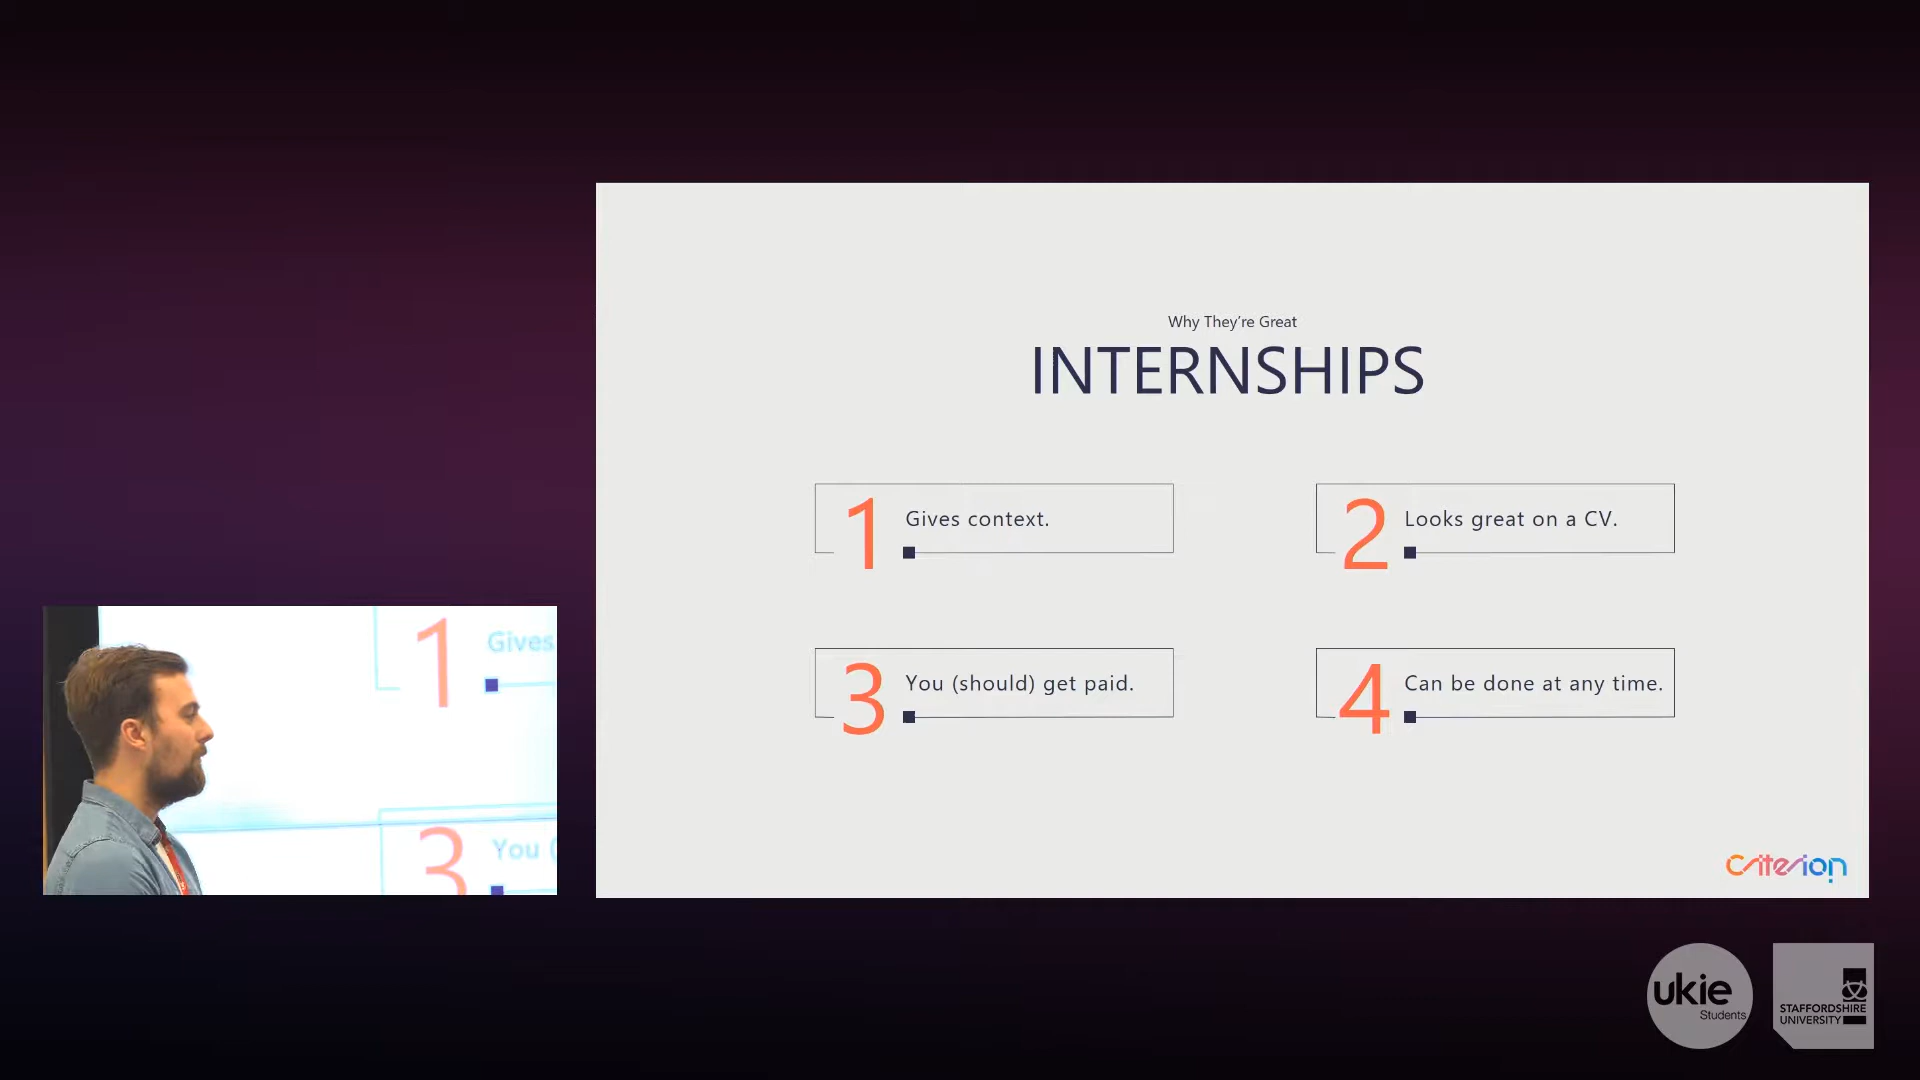 Why They're Great
INTERNSHIPS
1 Gives context.
2 Looks great on a CV.
3 You (should) get paid.
4 Can be done at any time.
criterion
1 Gives
3 You (
ukie
Students
STAFFORDSHIRE
UNIVERSITY